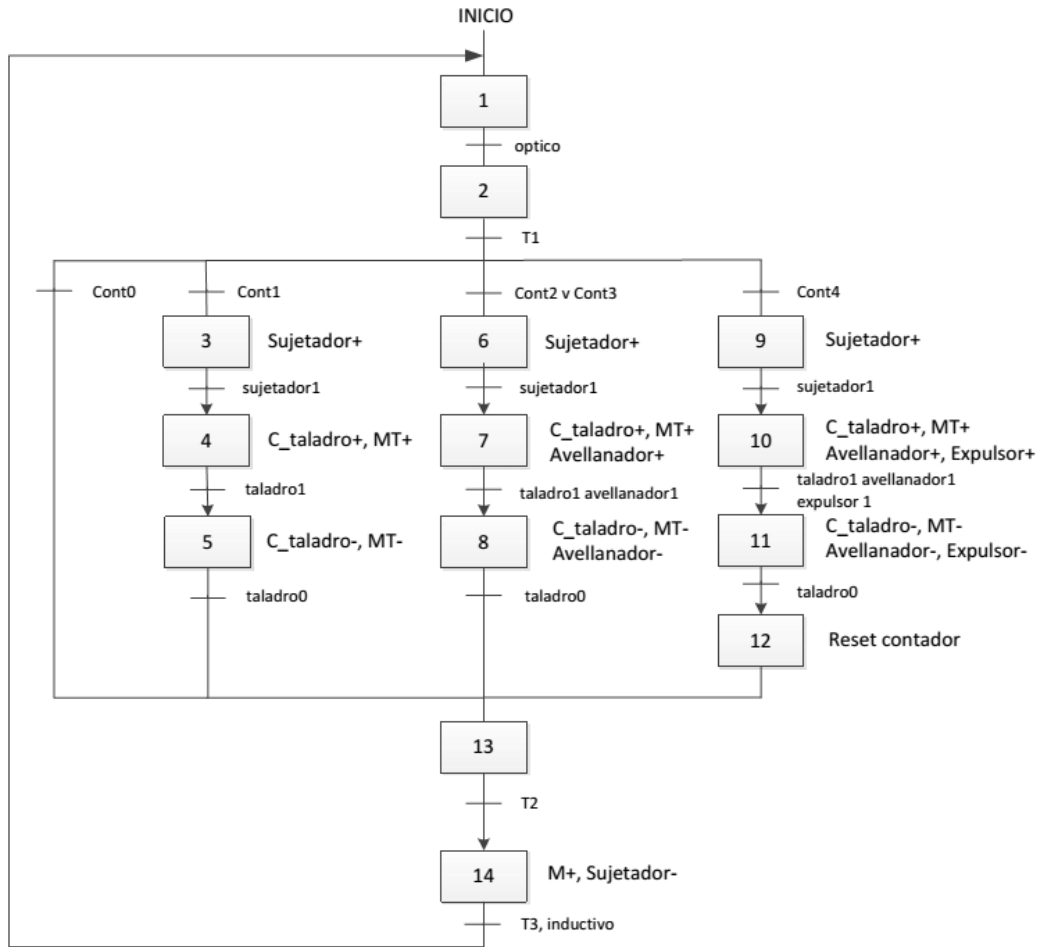 INICIO
1
optico
2
T1
Cont0
Cont1
Cont2 v Cont3
Cont4
3
Sujetador+
6
Sujetador+
9
Sujetador+
sujetador1
sujetador1
sujetador1
4
C_taladro+, MT+
7
C_taladro+, MT+
Avellanador+
10
C_taladro+, MT+
Avellanador+, Expulsor+
taladro1
taladro1 avellanador1
taladro1 avellanador1
expulsor 1
5
C_taladro-, MT-
8
C_taladro-, MT-
Avellanador-
11
C_taladro-, MT-
Avellanador-, Expulsor-
taladro0
taladro0
taladro0
12
Reset contador
13
T2
14
M+, Sujetador-
T3, inductivo